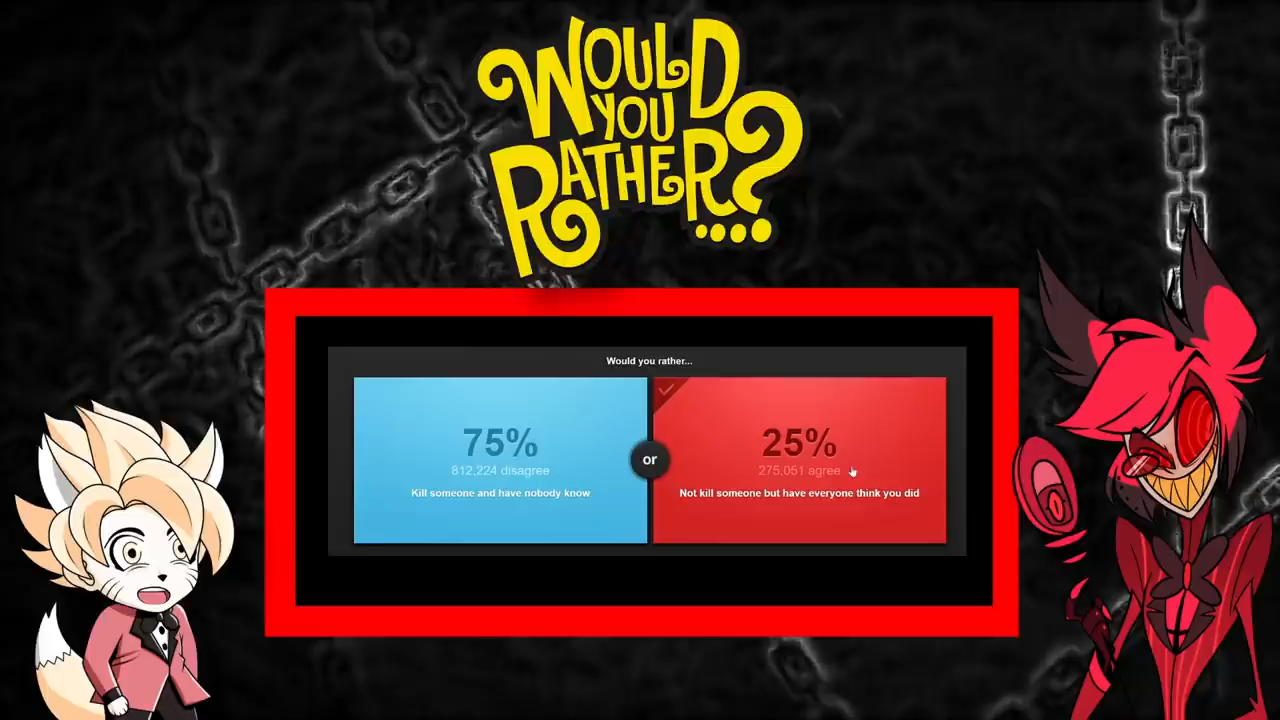 WOULD
YOU
RATHER?....
Would you rather...
75%
812,224 disagree
Kill someone and have nobody know
or
25%
275,051 agree
Not kill someone but have everyone think you did